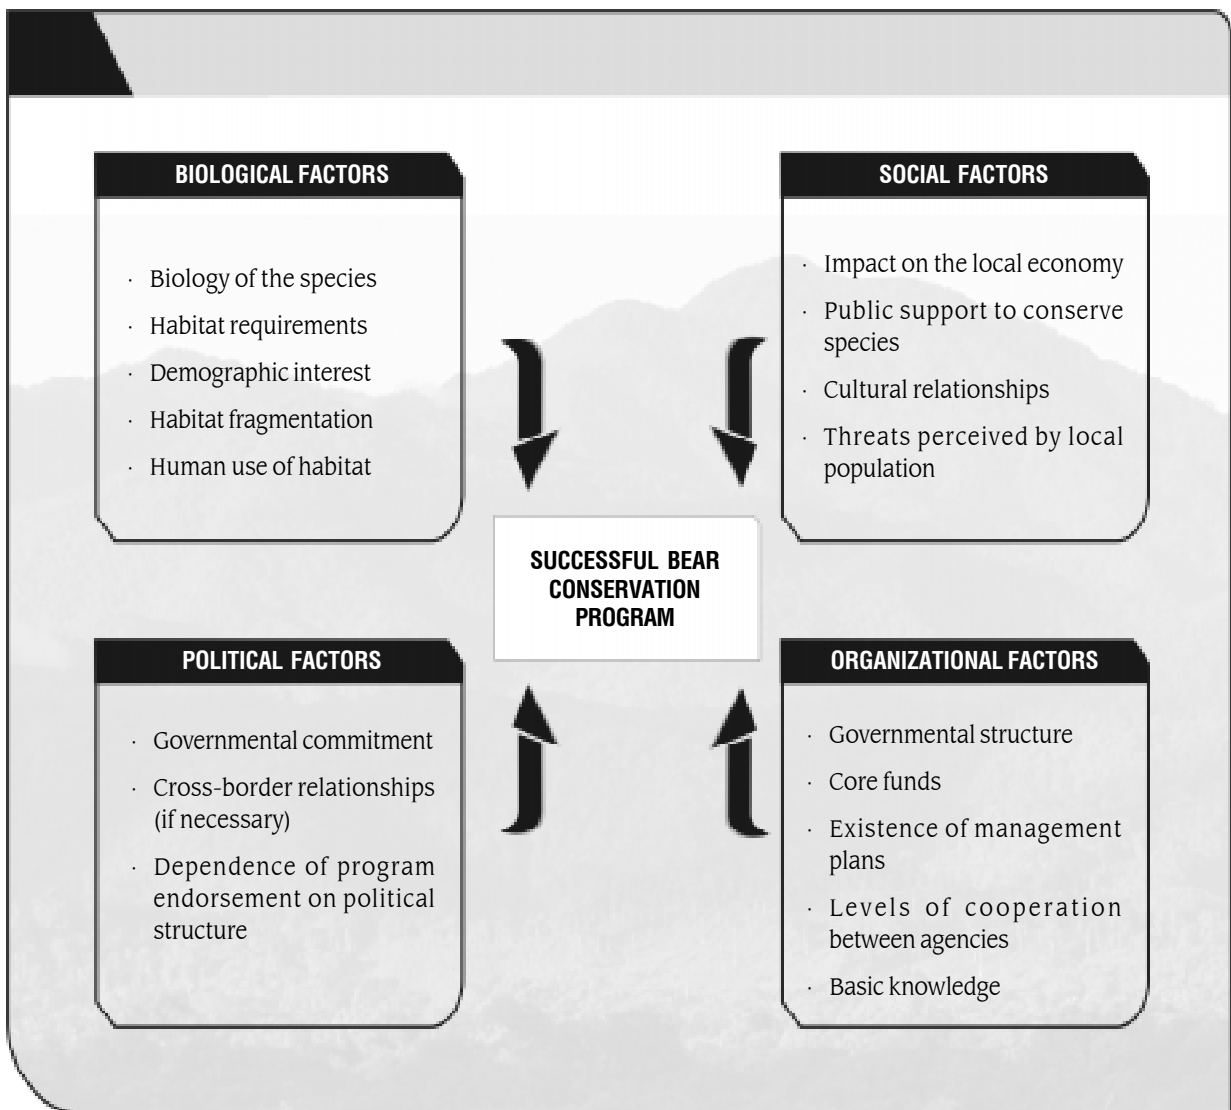 BIOLOGICAL FACTORS
· Biology of the species
· Habitat requirements
· Demographic interest
· Habitat fragmentation
· Human use of habitat
SOCIAL FACTORS
· Impact on the local economy
· Public support to conserve
species
· Cultural relationships
· Threats perceived by local
population
SUCCESSFUL BEAR
CONSERVATION
PROGRAM
POLITICAL FACTORS
· Governmental commitment
· Cross-border relationships
(if necessary)
· Dependence of program
endorsement on political
structure
ORGANIZATIONAL FACTORS
· Governmental structure
· Core funds
· Existence of management
plans
· Levels of cooperation
between agencies
· Basic knowledge